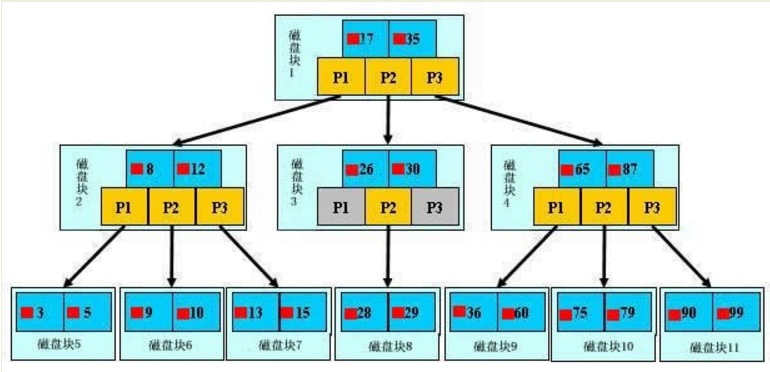 磁盘块1
17 35
P1 P2 P3
磁盘块2
8 12
P1 P2 P3
磁盘块3
26 30
P1 P2 P3
磁盘块4
65 87
P1 P2 P3
3 5
磁盘块5
9 10
磁盘块6
13 15
磁盘块7
28 29
磁盘块8
36 60
磁盘块9
75 79
磁盘块10
90 99
磁盘块11